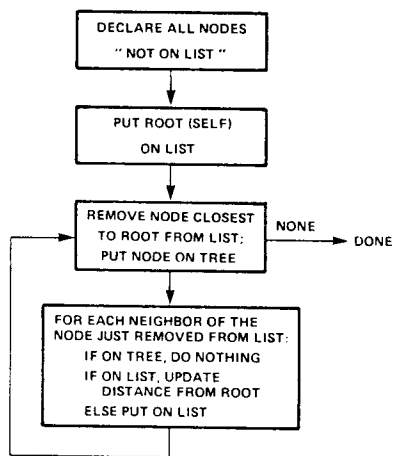 DECLARE ALL NODES
"NOT ON LIST"
PUT ROOT (SELF)
ON LIST
REMOVE NODE CLOSEST
TO ROOT FROM LIST;
PUT NODE ON TREE
NONE
DONE
FOR EACH NEIGHBOR OF THE
NODE JUST REMOVED FROM LIST:
IF ON TREE, DO NOTHING
IF ON LIST, UPDATE
DISTANCE FROM ROOT
ELSE PUT ON LIST